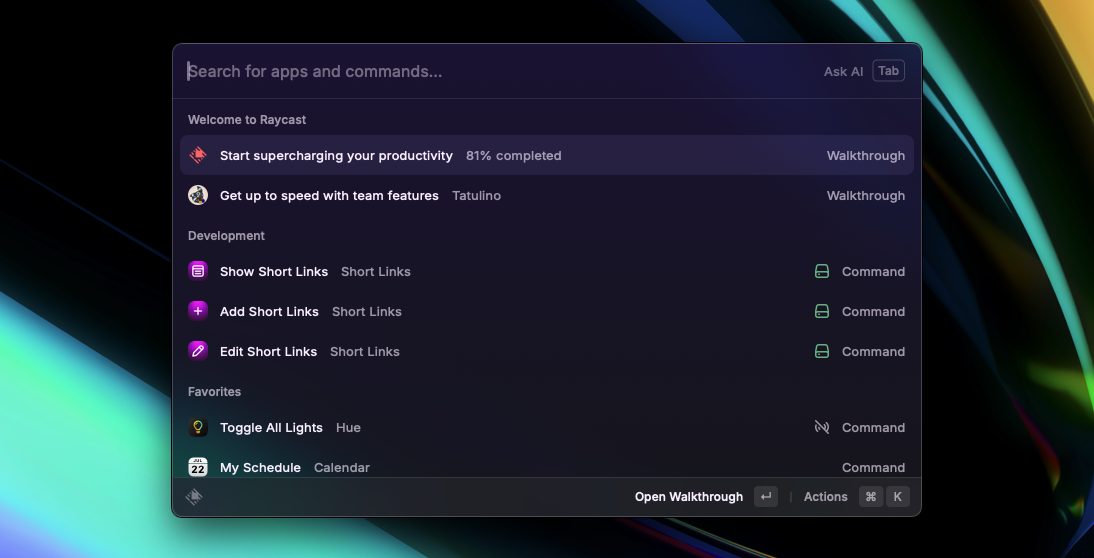 Search for apps and commands...
Ask AI Tab
Welcome to Raycast
Start supercharging your productivity 81% completed Walkthrough
Get up to speed with team features Tatulino Walkthrough
Development
Show Short Links Short Links Command
Add Short Links Short Links Command
Edit Short Links Short Links Command
Favorites
Toggle All Lights Hue Command
JUL
22
My Schedule Calendar Command
Open Walkthrough ↵ Actions ⌘ K